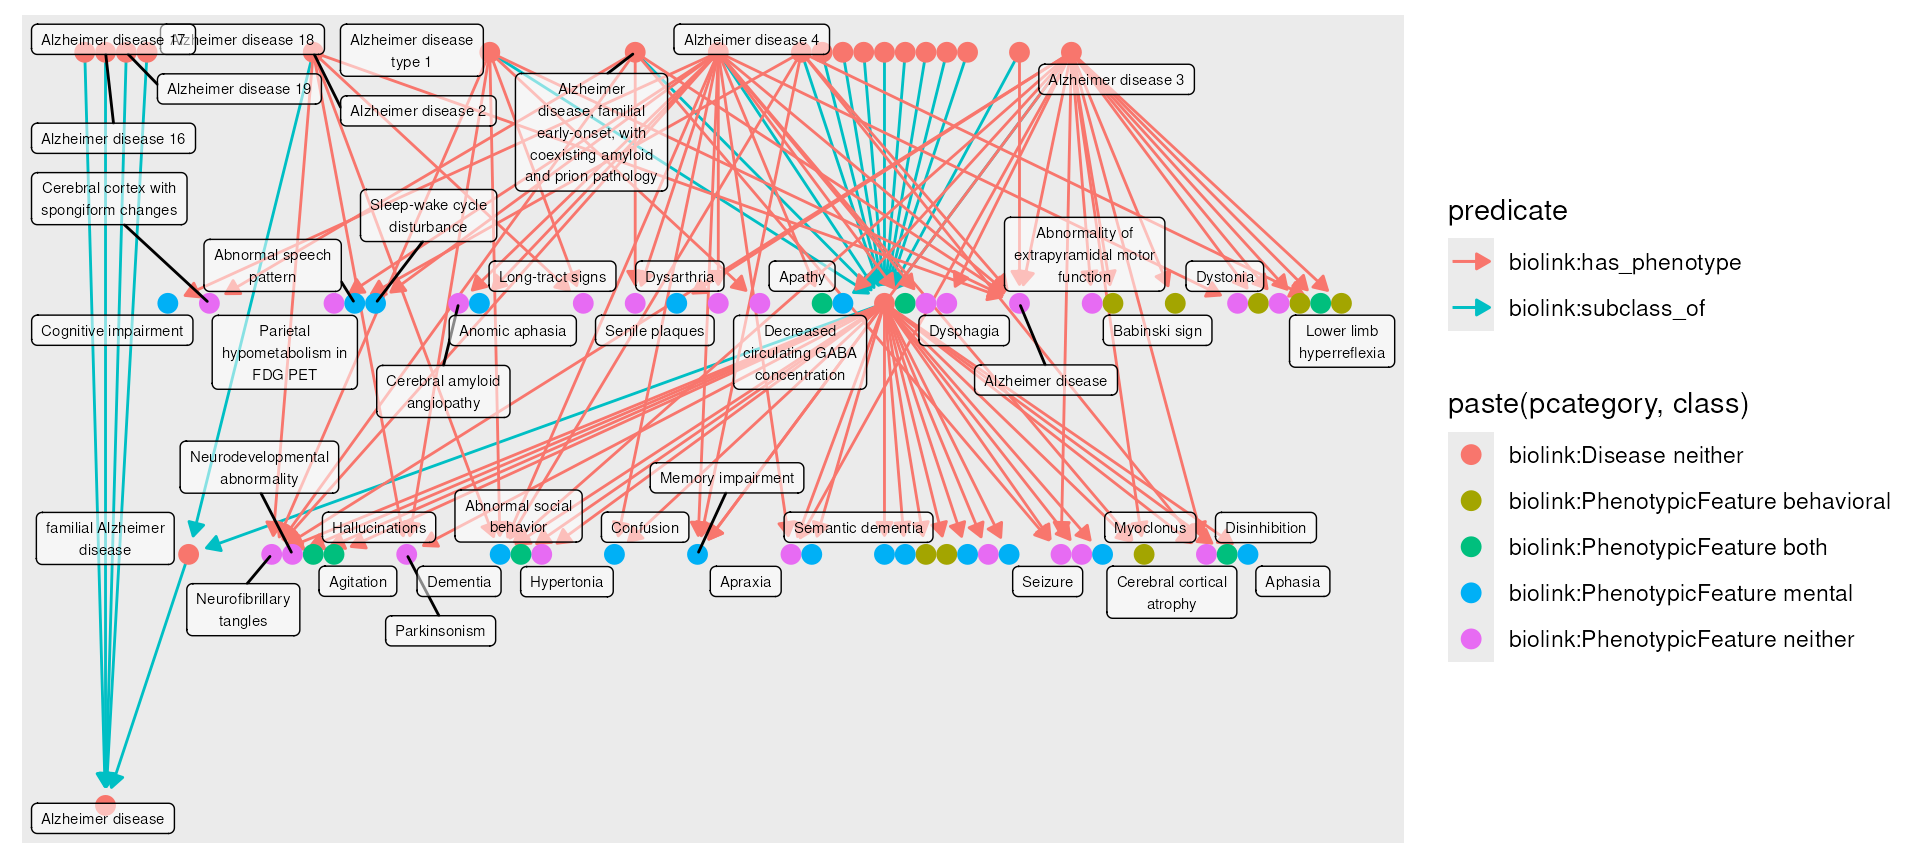 Alzheimer disease 17
Alzheimer disease 18
Alzheimer disease
type 1
Alzheimer disease 4
Alzheimer disease 3
Alzheimer disease 19
Alzheimer disease 2
Alzheimer
disease, familial
early-onset, with
coexisting amyloid
and prion pathology
Alzheimer disease 16
Cerebral cortex with
spongiform changes
Sleep-wake cycle
disturbance
Abnormal speech
pattern
Long-tract signs
Dysarthria
Apathy
Abnormality of
extrapyramidal motor
function
Dystonia
Cognitive impairment
Parietal
hypometabolism in
FDG PET
Anomic aphasia
Senile plaques
Decreased
circulating GABA
concentration
Dysphagia
Babinski sign
Lower limb
hyperreflexia
Cerebral amyloid
angiopathy
Alzheimer disease
Neurodevelopmental
abnormality
Memory impairment
familial Alzheimer
disease
Hallucinations
Abnormal social
behavior
Confusion
Semantic dementia
Myoclonus
Disinhibition
Neurofibrillary
tangles
Agitation
Dementia
Hypertonia
Apraxia
Seizure
Cerebral cortical
atrophy
Aphasia
Parkinsonism
Alzheimer disease
predicate
biolink:has_phenotype
biolink:subclass_of
paste(pcategory, class)
biolink:Disease neither
biolink:PhenotypicFeature behavioral
biolink:PhenotypicFeature both
biolink:PhenotypicFeature mental
biolink:PhenotypicFeature neither